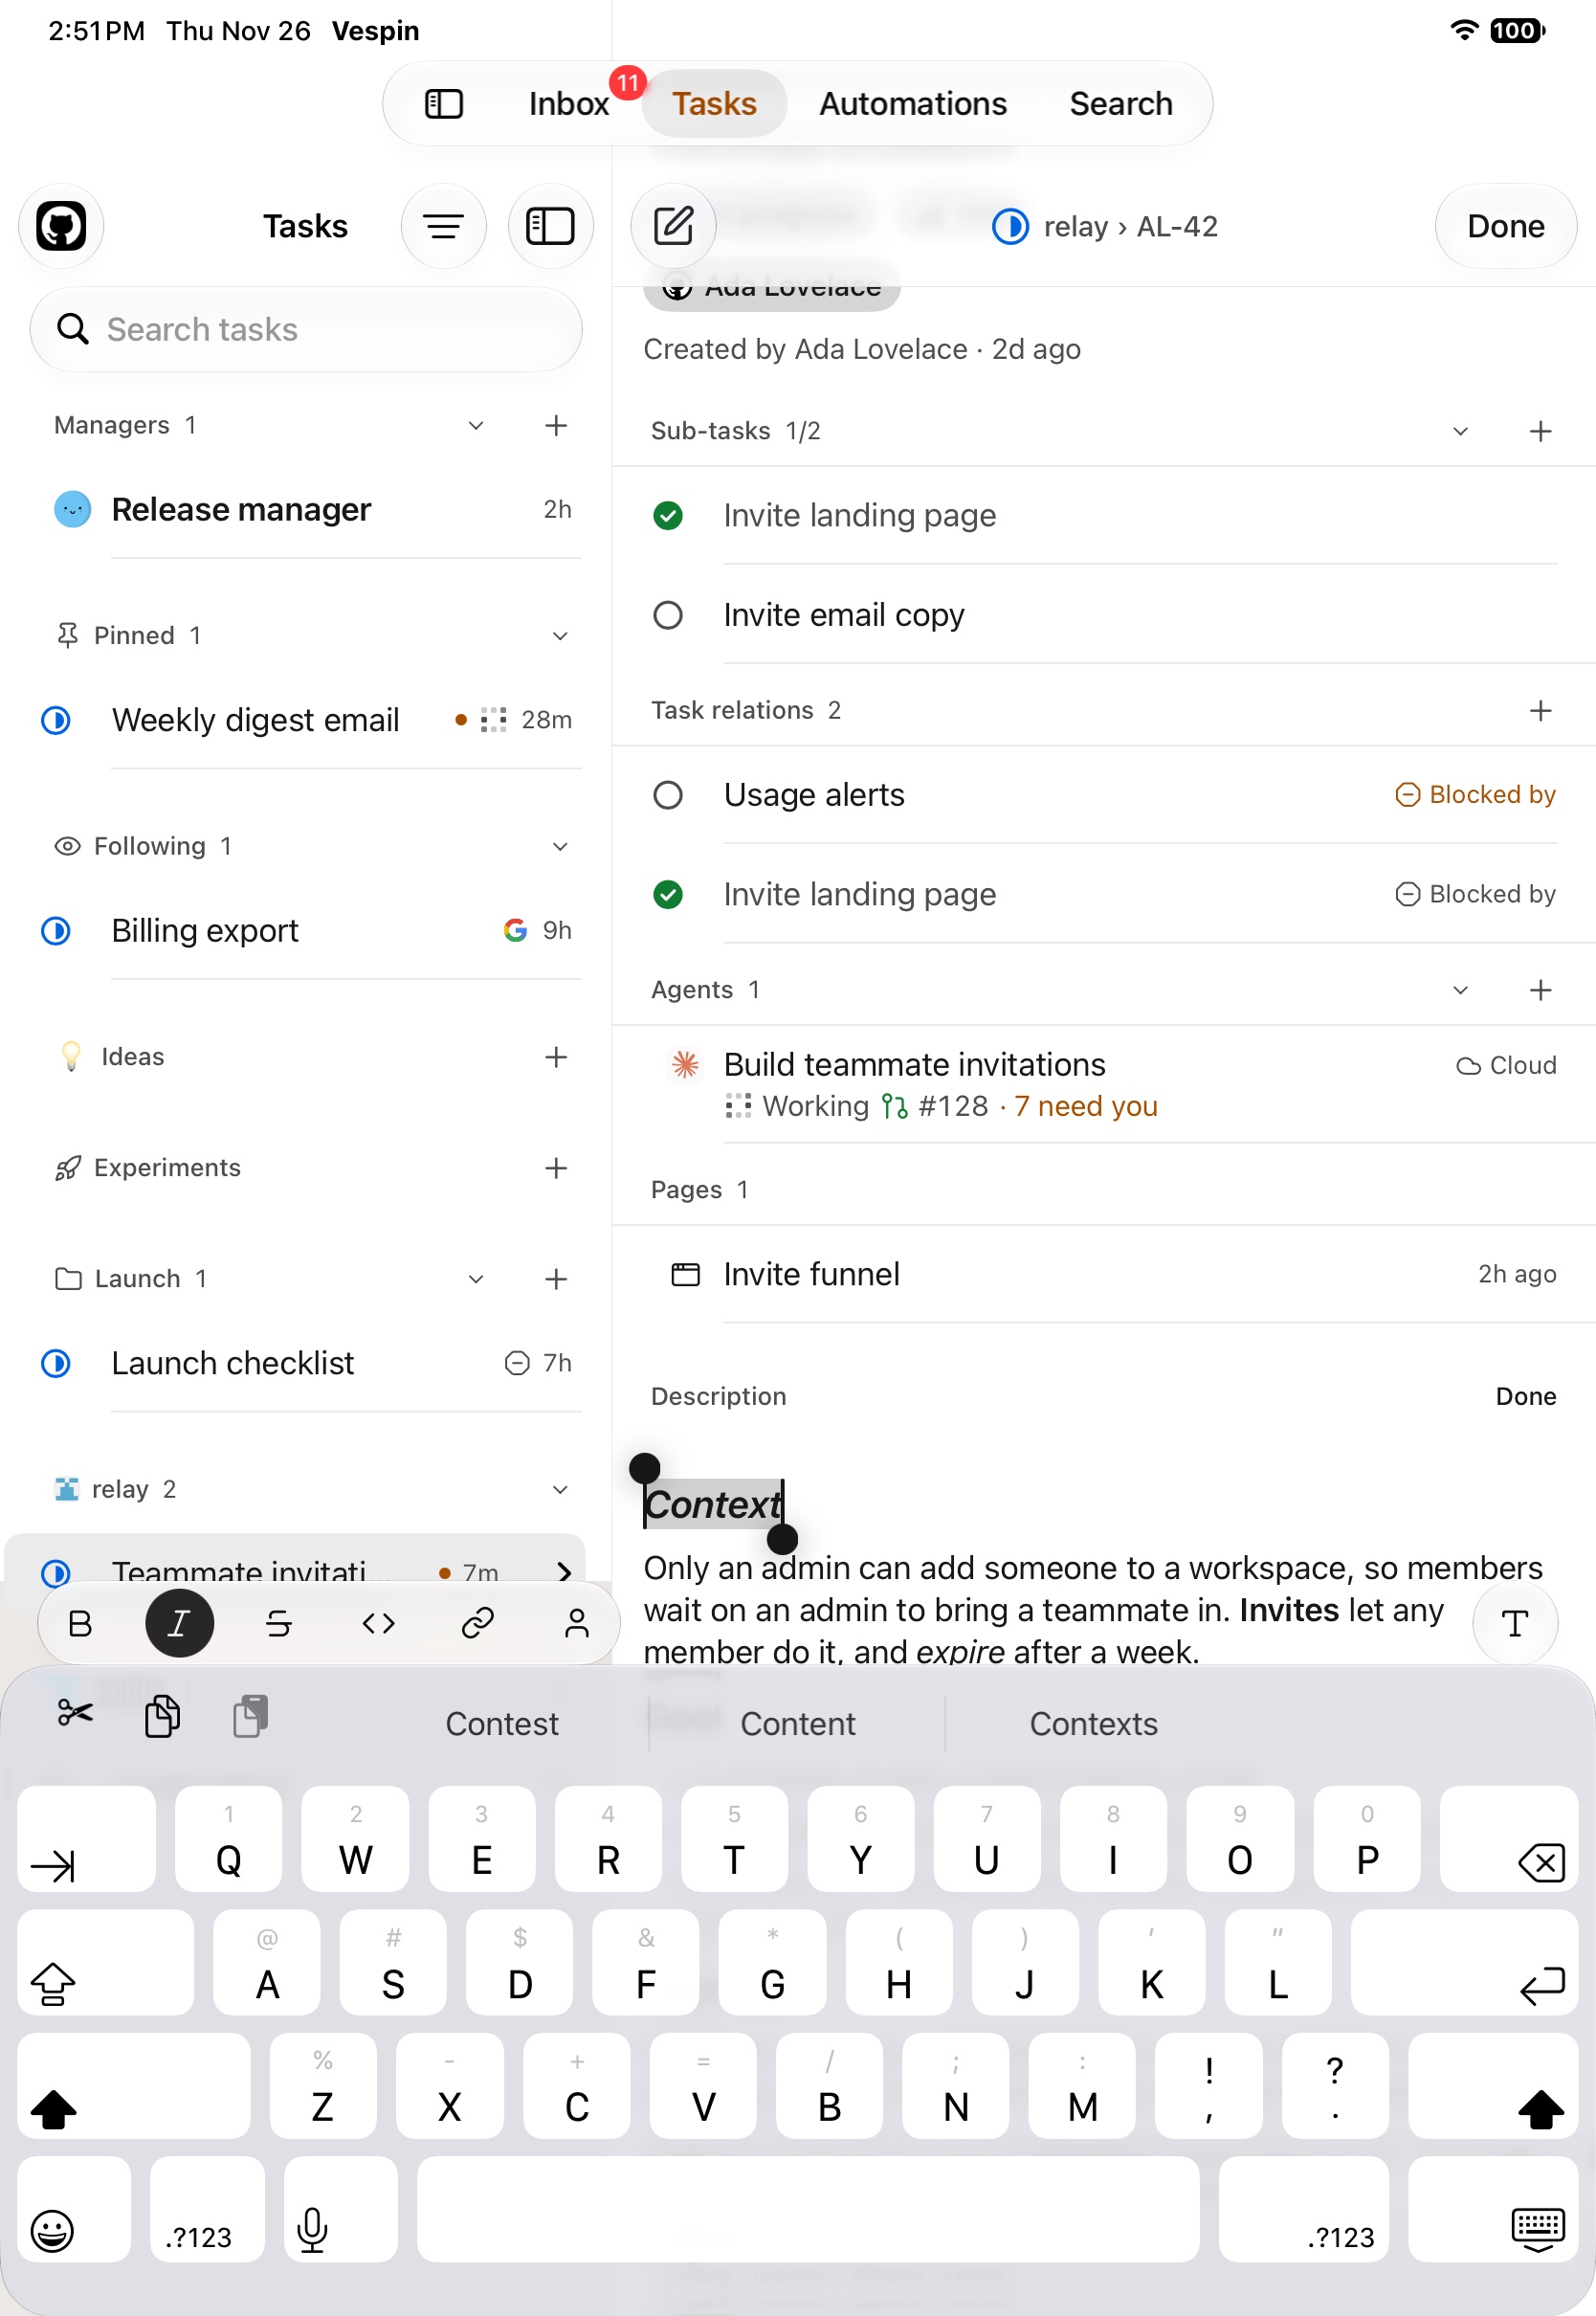 2:51 PM Thu Nov 26 Vespin
100
Inbox 11 Tasks Automations Search
Tasks
relay › AL-42
Done
Search tasks
Managers 1
Release manager 2h
Pinned 1
Weekly digest email 28m
Following 1
Billing export 9h
Ideas
Experiments
Launch 1
Launch checklist 7h
relay 2
Teammate invitati... 7m
Ada Lovelace
Created by Ada Lovelace · 2d ago
Sub-tasks 1/2
Invite landing page
Invite email copy
Task relations 2
Usage alerts Blocked by
Invite landing page Blocked by
Agents 1
Build teammate invitations Cloud
Working #128 · 7 need you
Pages 1
Invite funnel 2h ago
Description Done
Context
Only an admin can add someone to a workspace, so members
wait on an admin to bring a teammate in. Invites let any
member do it, and expire after a week.
B I S <> T
Goal
Contest Content Contexts
1 2 3 4 5 6 7 8 9 0
Q W E R T Y U I O P
@ # $ & * ( ) ' "
A S D F G H J K L
% - + = / ; : ! ?
Z X C V B N M , .
.?123 .?123